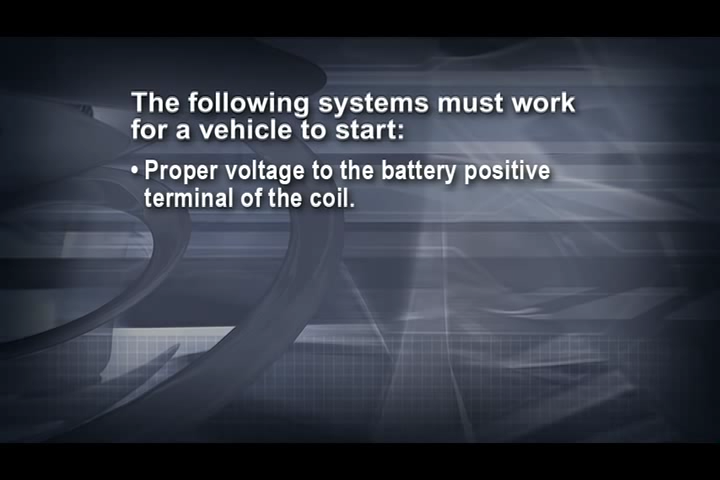 The following systems must work
for a vehicle to start:
• Proper voltage to the battery positive
terminal of the coil.